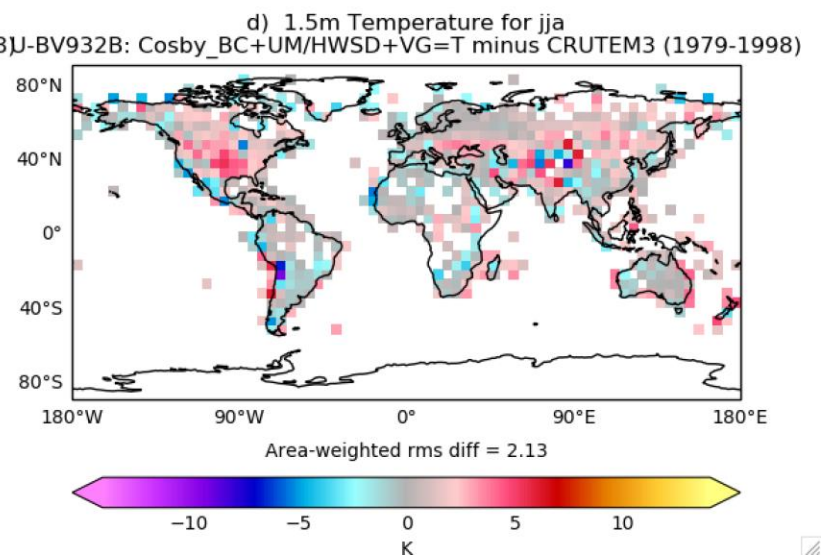 d) 1.5m Temperature for jja
3)U-BV932B: Cosby_BC+UM/HWSD+VG=T minus CRUTEM3 (1979-1998)
80°N
40°N
0°
40°S
80°S
180°W 90°W 0° 90°E 180°E
Area-weighted rms diff = 2.13
−10 −5 0 5 10
K